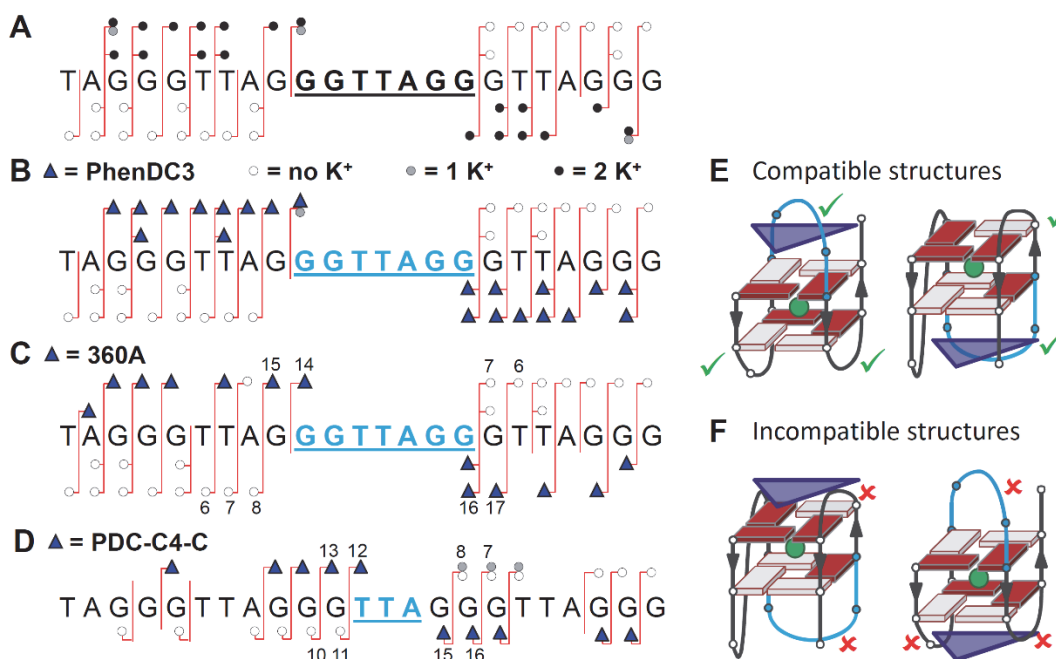 A
TAGGGTTAGGGTTAGGGTTAGGG
B ▲ = PhenDC3 ○ = no K⁺ ● = 1 K⁺ ● = 2 K⁺
TAGGGTTAGGGTTAGGGTTAGGG
C ▲ = 360A
15 14 7 6
TAGGGTTAGGGTTAGGGTTAGGG
6 7 8 16 17
D ▲ = PDC-C4-C
13 12 8 7
TAGGGTTAGGGTTAGGGTTAGGG
10 11 15 16
E Compatible structures
F Incompatible structures